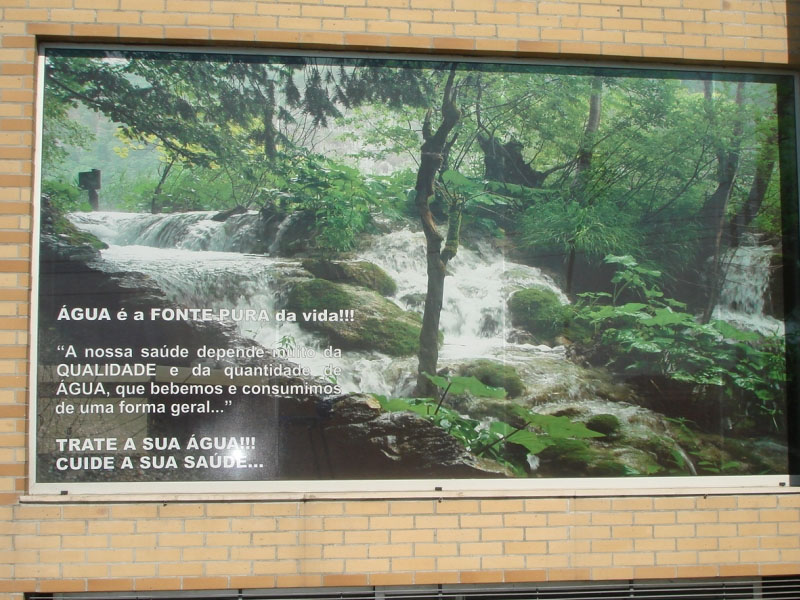 ÁGUA é a FONTE PURA da vida!!!
“A nossa saúde depende muito da
QUALIDADE e da quantidade de
ÁGUA, que bebemos e consumimos
de uma forma geral...”
TRATE A SUA ÁGUA!!!
CUIDE A SUA SAÚDE...